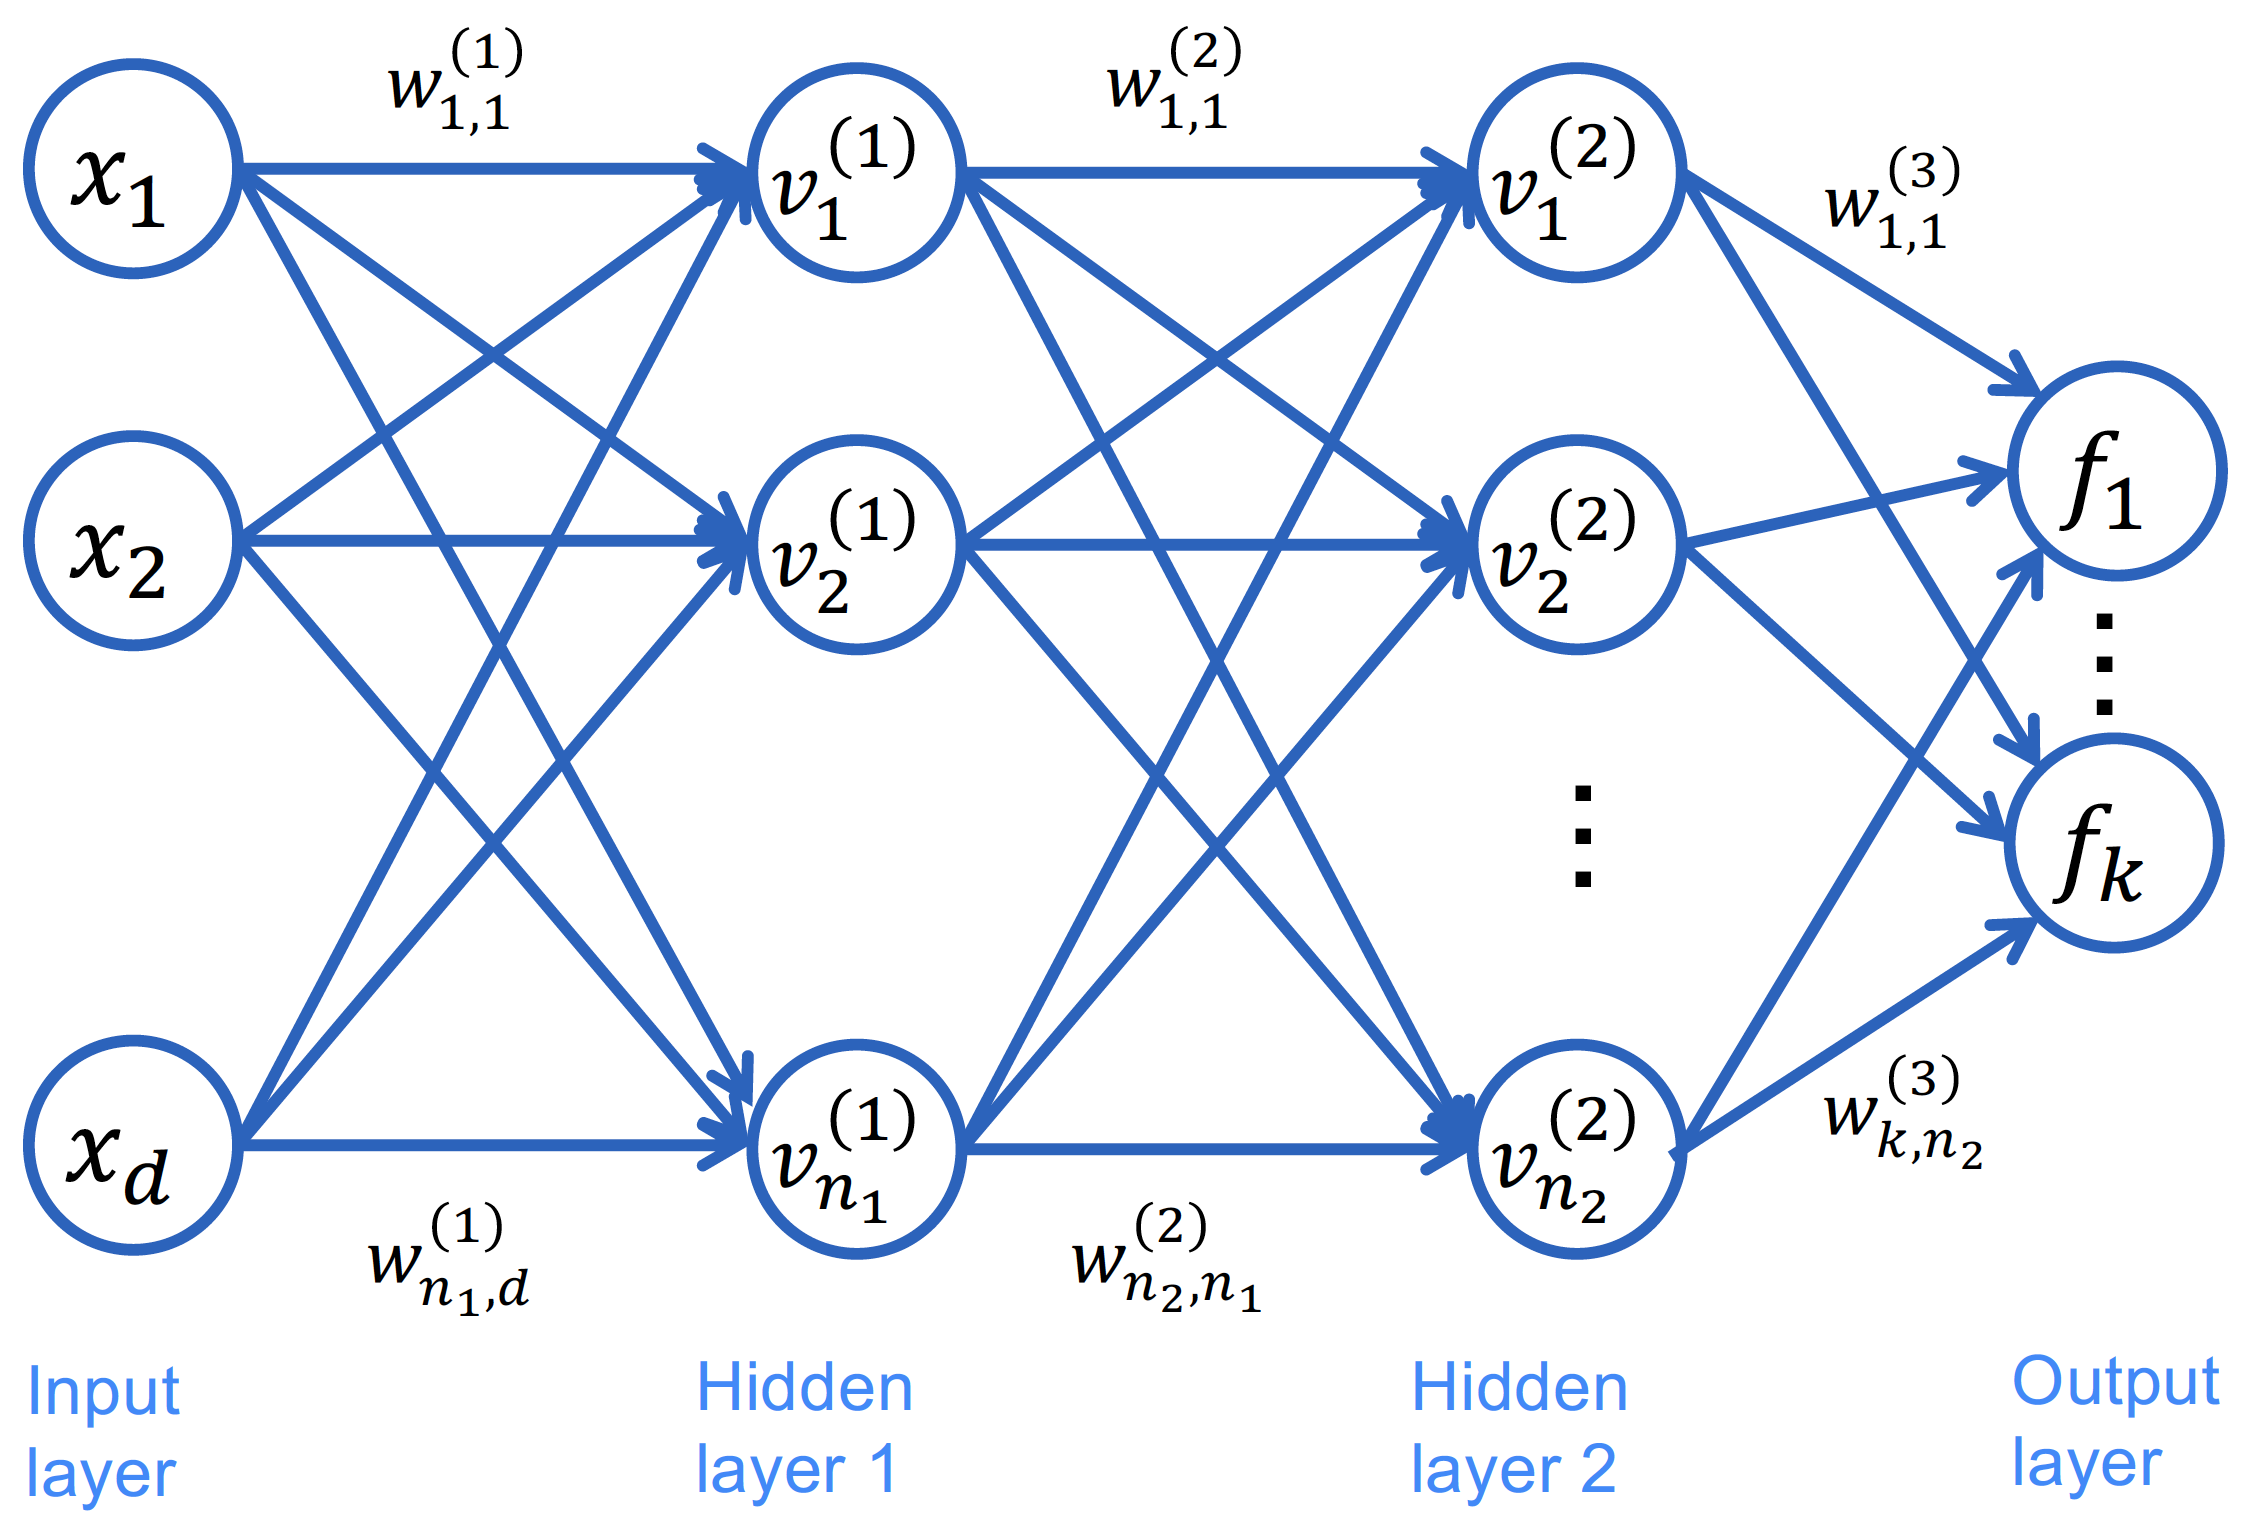 w_{1,1}^{(1)}
w_{1,1}^{(2)}
x_1
v_1^{(1)}
v_1^{(2)}
w_{1,1}^{(3)}
x_2
v_2^{(1)}
v_2^{(2)}
f_1
⋮
⋮
f_k
x_d
v_{n_1}^{(1)}
v_{n_2}^{(2)}
w_{k,n_2}^{(3)}
w_{n_1,d}^{(1)}
w_{n_2,n_1}^{(2)}
Input
layer
Hidden
layer 1
Hidden
layer 2
Output
layer